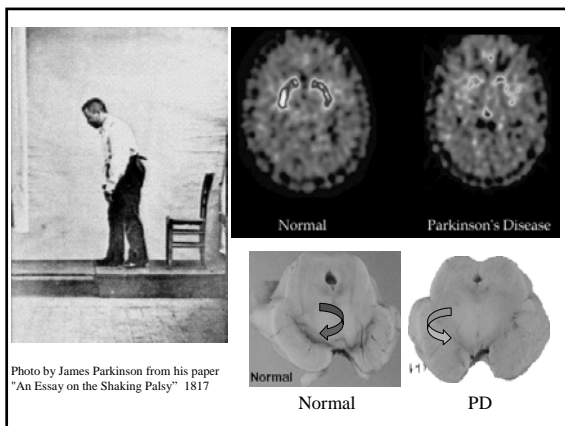 Normal
Parkinson's Disease
Normal
Photo by James Parkinson from his paper
"An Essay on the Shaking Palsy” 1817
Normal
PD